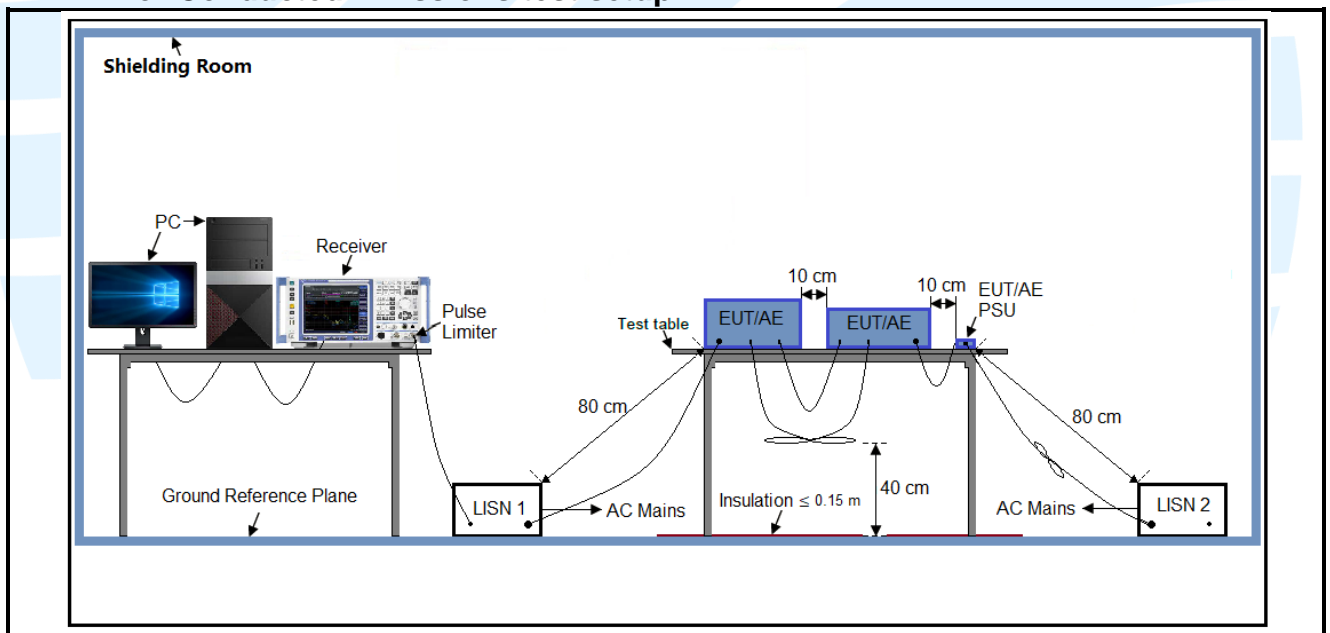 Shielding Room
PC
Receiver
Pulse
Limiter
10 cm
10 cm
EUT/AE
PSU
Test table
EUT/AE
EUT/AE
80 cm
80 cm
Ground Reference Plane
LISN 1
AC Mains
Insulation ≤ 0.15 m
40 cm
AC Mains
LISN 2